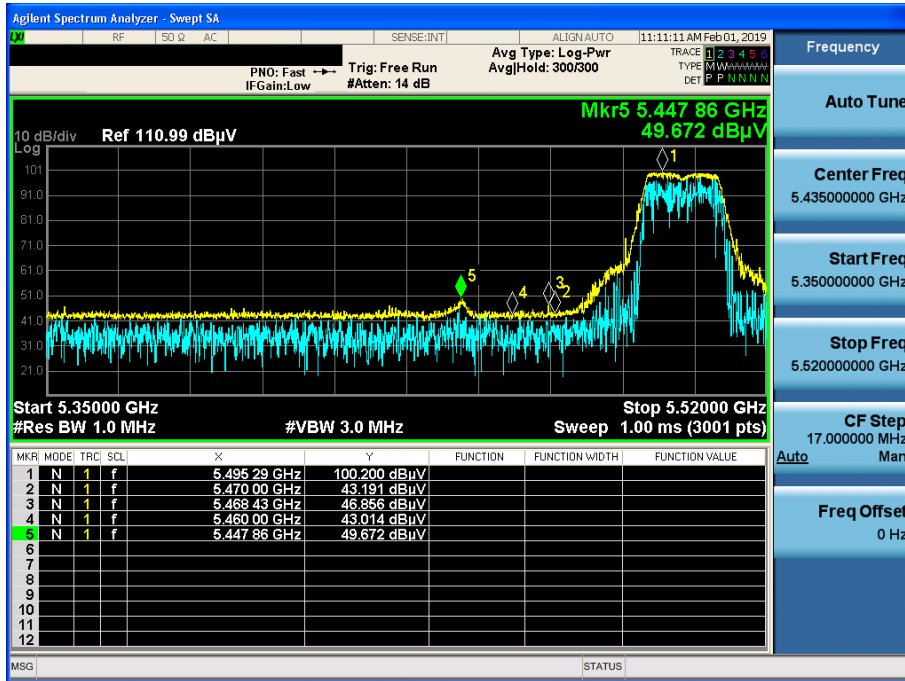 Agilent Spectrum Analyzer - Swept SA
LXI RF 50 Ω AC SENSE:INT ALIGN AUTO 11:11:11 AM Feb 01, 2019
PNO: Fast
IFGain:Low
Trig: Free Run
#Atten: 14 dB
Avg Type: Log-Pwr
Avg|Hold: 300/300
TRACE 1 2 3 4 5 6
TYPE M W
DET P P N N N N
Mkr5 5.447 86 GHz
49.672 dBµV
10 dB/div Ref 110.99 dBµV
Log
101
91.0
81.0
71.0
61.0
51.0
41.0
31.0
21.0
1
5
4
3
2
Start 5.35000 GHz Stop 5.52000 GHz
#Res BW 1.0 MHz #VBW 3.0 MHz Sweep 1.00 ms (3001 pts)
MKR MODE TRC SCL X Y FUNCTION FUNCTION WIDTH FUNCTION VALUE
1 N 1 f 5.495 29 GHz 100.200 dBµV
2 N 1 f 5.470 00 GHz 43.191 dBµV
3 N 1 f 5.468 43 GHz 46.856 dBµV
4 N 1 f 5.460 00 GHz 43.014 dBµV
5 N 1 f 5.447 86 GHz 49.672 dBµV
6
7
8
9
10
11
12
MSG STATUS
Frequency
Auto Tune
Center Freq
5.435000000 GHz
Start Freq
5.350000000 GHz
Stop Freq
5.520000000 GHz
CF Step
17.000000 MHz
Auto Man
Freq Offset
0 Hz